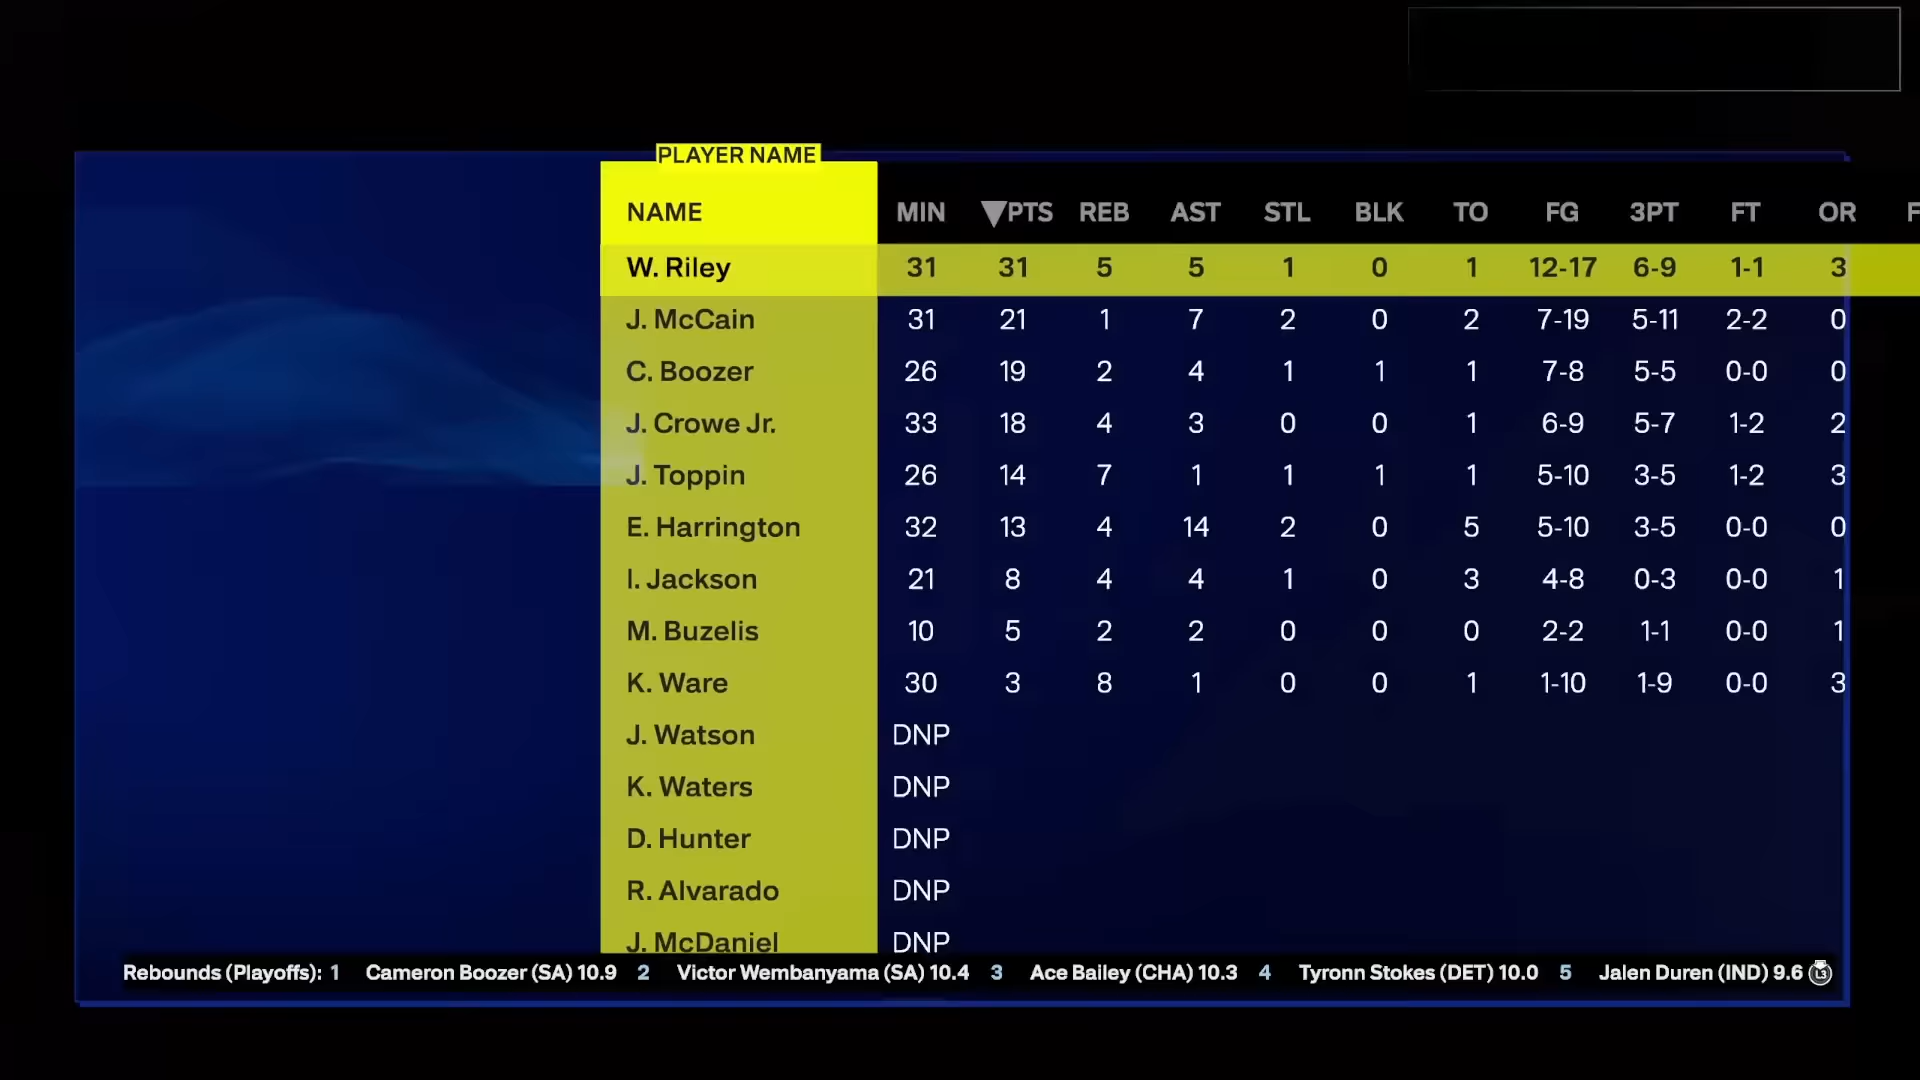 PLAYER NAME
NAME MIN ▼PTS REB AST STL BLK TO FG 3PT FT OR
W. Riley 31 31 5 5 1 0 1 12-17 6-9 1-1 3
J. McCain 31 21 1 7 2 0 2 7-19 5-11 2-2 0
C. Boozer 26 19 2 4 1 1 1 7-8 5-5 0-0 0
J. Crowe Jr. 33 18 4 3 0 0 1 6-9 5-7 1-2 2
J. Toppin 26 14 7 1 1 1 1 5-10 3-5 1-2 3
E. Harrington 32 13 4 14 2 0 5 5-10 3-5 0-0 0
I. Jackson 21 8 4 4 1 0 3 4-8 0-3 0-0 1
M. Buzelis 10 5 2 2 0 0 0 2-2 1-1 0-0 1
K. Ware 30 3 8 1 0 0 1 1-10 1-9 0-0 3
J. Watson DNP
K. Waters DNP
D. Hunter DNP
R. Alvarado DNP
J. McDaniel DNP
Rebounds (Playoffs): 1 Cameron Boozer (SA) 10.9 2 Victor Wembanyama (SA) 10.4 3 Ace Bailey (CHA) 10.3 4 Tyronn Stokes (DET) 10.0 5 Jalen Duren (IND) 9.6 L3